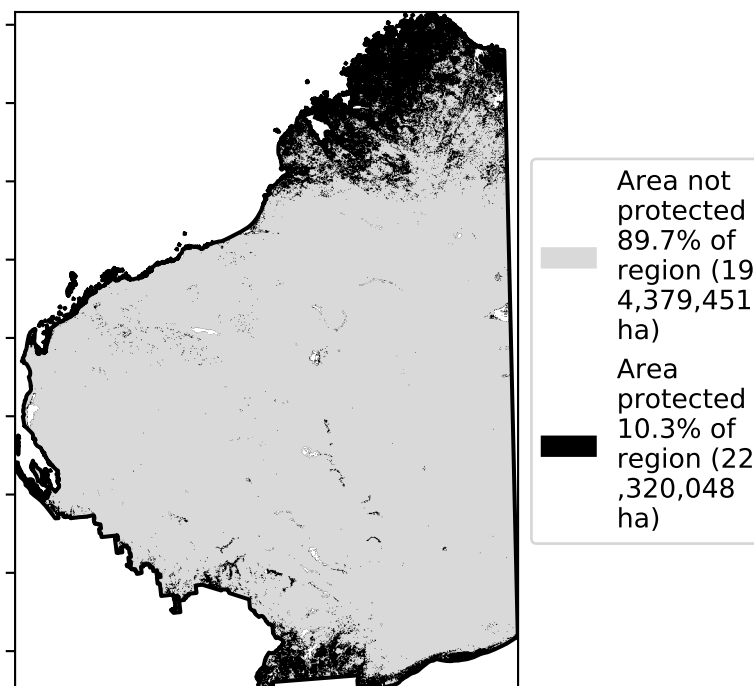 Area not
protected
89.7% of
region (19
4,379,451
ha)
Area
protected
10.3% of
region (22
,320,048
ha)